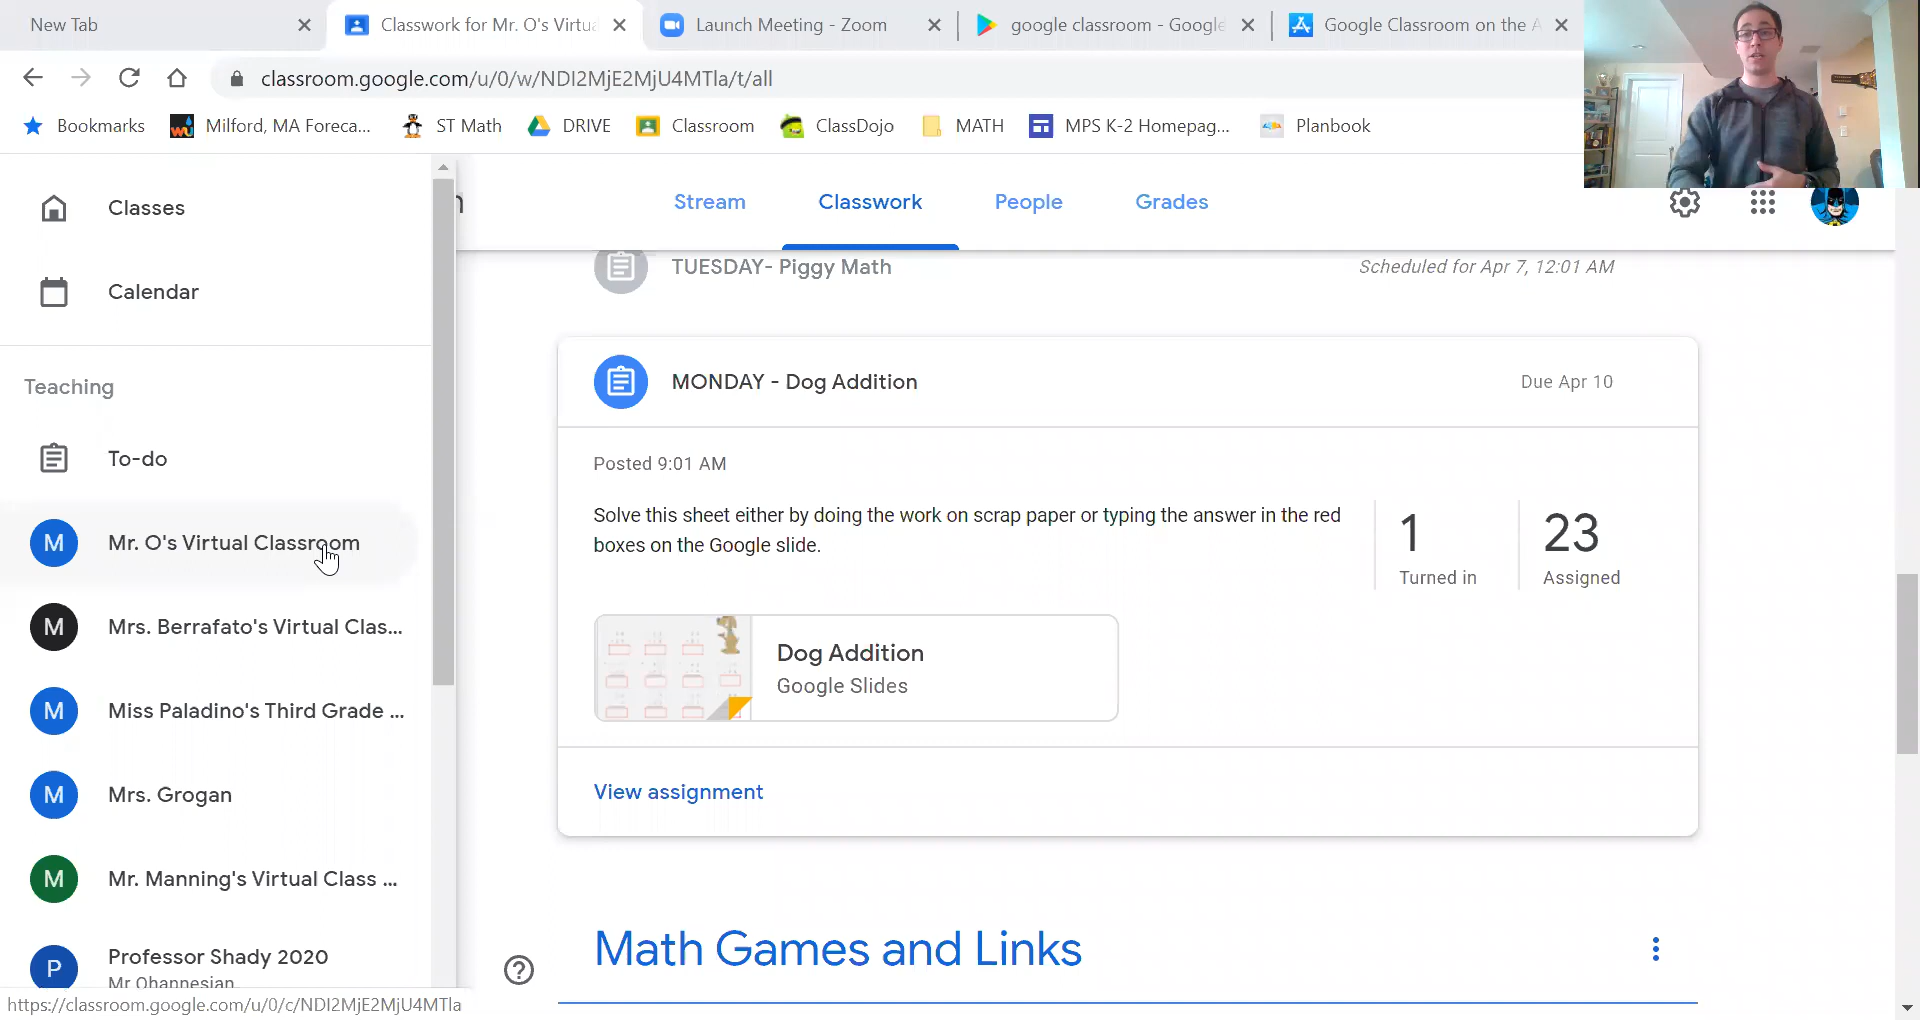 New Tab
Classwork for Mr. O's Virtua
Launch Meeting - Zoom
google classroom - Google
Google Classroom on the A
classroom.google.com/u/0/w/NDI2MjE2MjU4MTla/t/all
Bookmarks
Milford, MA Foreca...
ST Math
DRIVE
Classroom
ClassDojo
MATH
MPS K-2 Homepag...
Planbook
Classes
Calendar
Teaching
To-do
M Mr. O's Virtual Classroom
M Mrs. Berrafato's Virtual Clas...
M Miss Paladino's Third Grade ...
M Mrs. Grogan
M Mr. Manning's Virtual Class ...
P Professor Shady 2020
Mr Ohannesian
https://classroom.google.com/u/0/c/NDI2MjE2MjU4MTla
Stream
Classwork
People
Grades
TUESDAY- Piggy Math
Scheduled for Apr 7, 12:01 AM
MONDAY - Dog Addition
Due Apr 10
Posted 9:01 AM
Solve this sheet either by doing the work on scrap paper or typing the answer in the red
boxes on the Google slide.
1
Turned in
23
Assigned
Dog Addition
Google Slides
View assignment
Math Games and Links